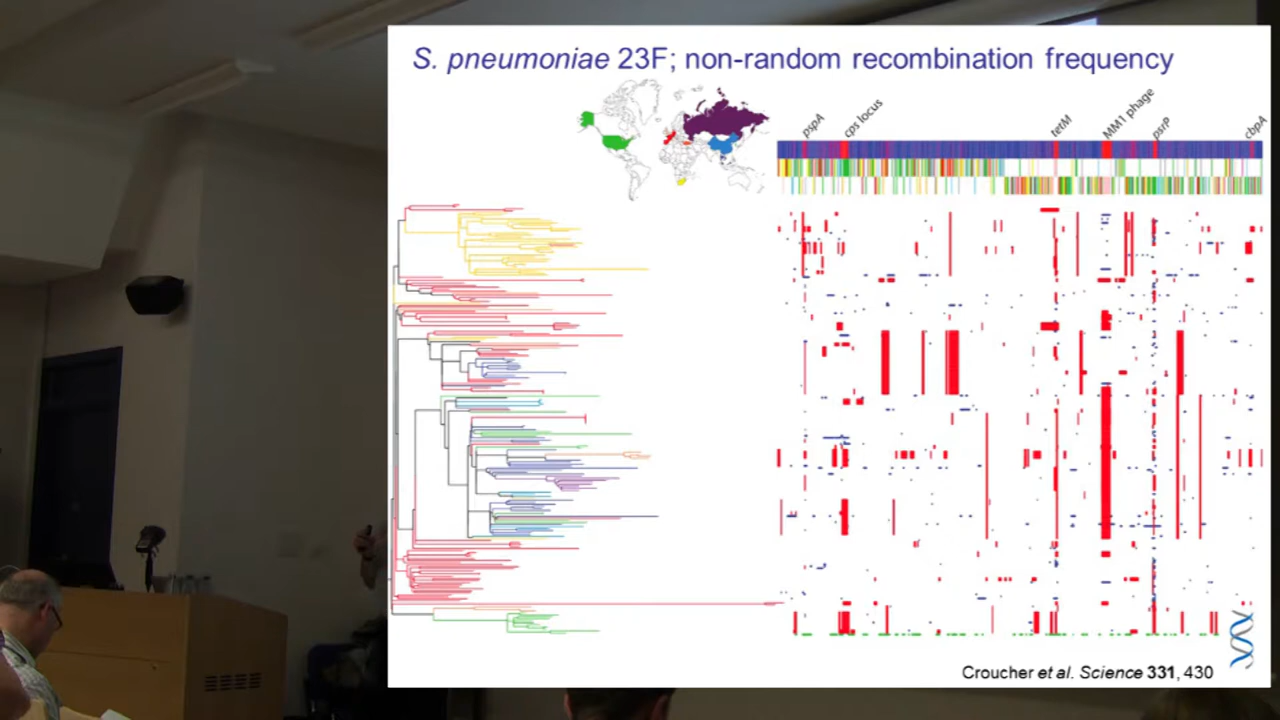 S. pneumoniae 23F; non-random recombination frequency
pspA
cps locus
tetM
MM1 phage
psrP
cbpA
Croucher et al. Science 331, 430